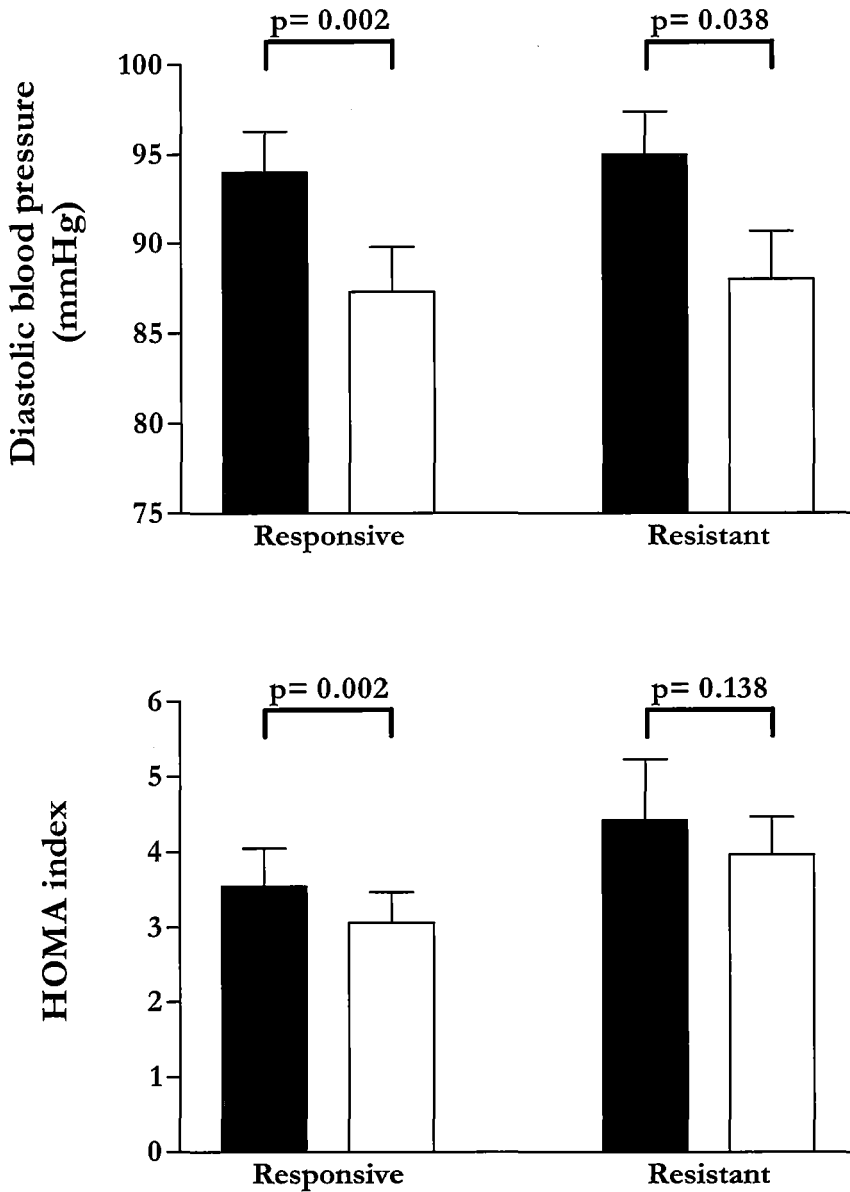 p= 0.002
p= 0.038
Diastolic blood pressure
(mmHg)
100
95
90
85
80
75
Responsive
Resistant
p= 0.002
p= 0.138
HOMA index
6
5
4
3
2
1
0
Responsive
Resistant